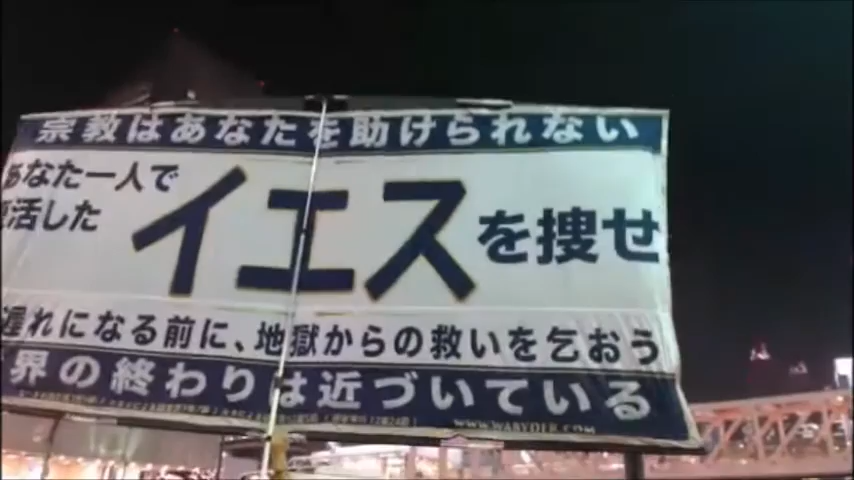 宗教はあなたを助けられない
あなた一人で
活した
イエスを捜せ
遅れになる前に、地獄からの救いを乞おう
界の終わりは近づいている
WWW.WABYDER.COM